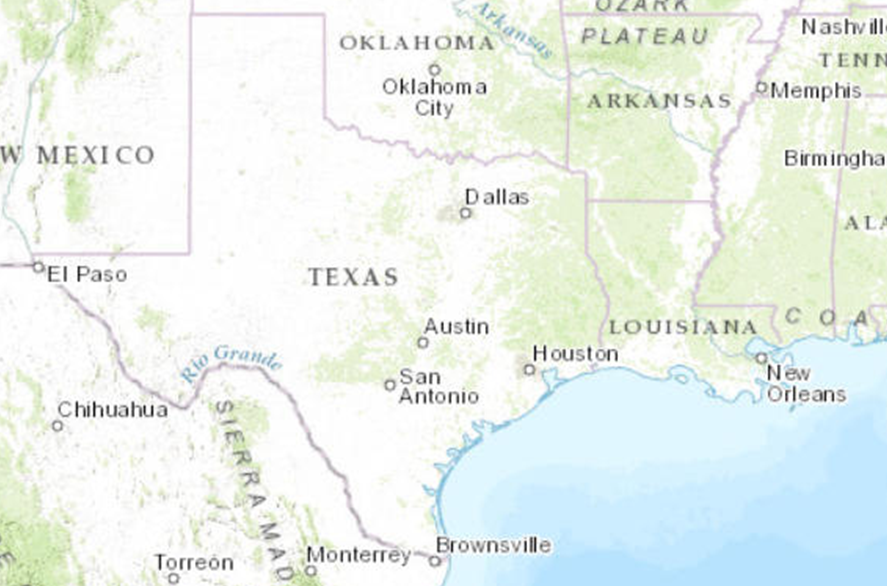 OZARK
PLATEAU
Nashville
TENN
Arkansas
OKLAHOMA
Oklahoma
City
ARKANSAS
Memphis
W MEXICO
Birmingha
Dallas
ALA
El Paso
TEXAS
Austin
LOUISIANA
COA
Rio Grande
Houston
San
Antonio
New
Orleans
Chihuahua
SIERRA MAD
Brownsville
Monterrey
Torreón